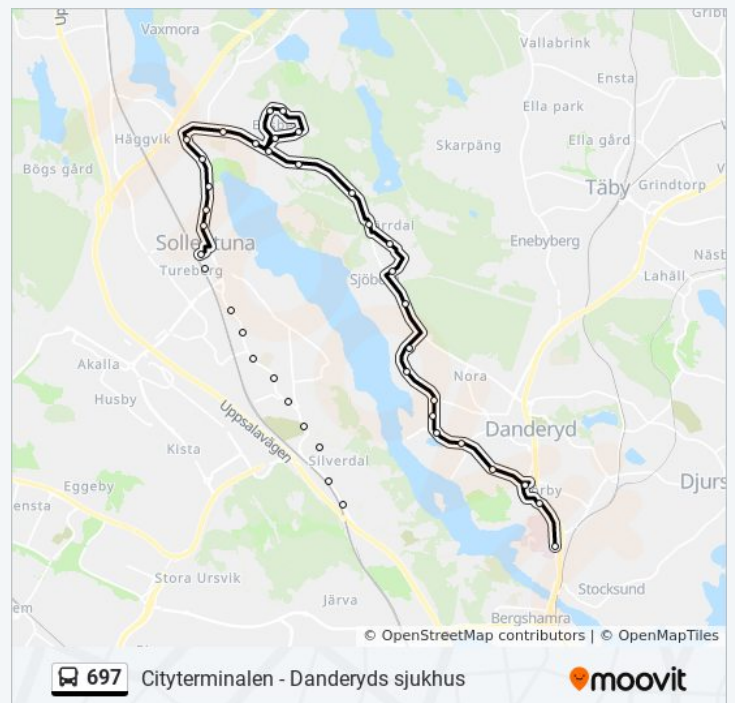 Vaxmora
Vallabrink
Ensta
Ella park
Häggvik
Ella gård
Skarpäng
Bögs gård
Täby
Grindtorp
Sollentuna
Enebyberg
Tureberg
Lahäll
Akalla
Husby
Nora
Uppsalavägen
Danderyd
Kista
Silverdal
Eggeby
Djurs
ensta
Stora Ursvik
Stocksund
Järva
Bergshamra
© OpenStreetMap contributors | © OpenMapTiles
697 Cityterminalen - Danderyds sjukhus moovit